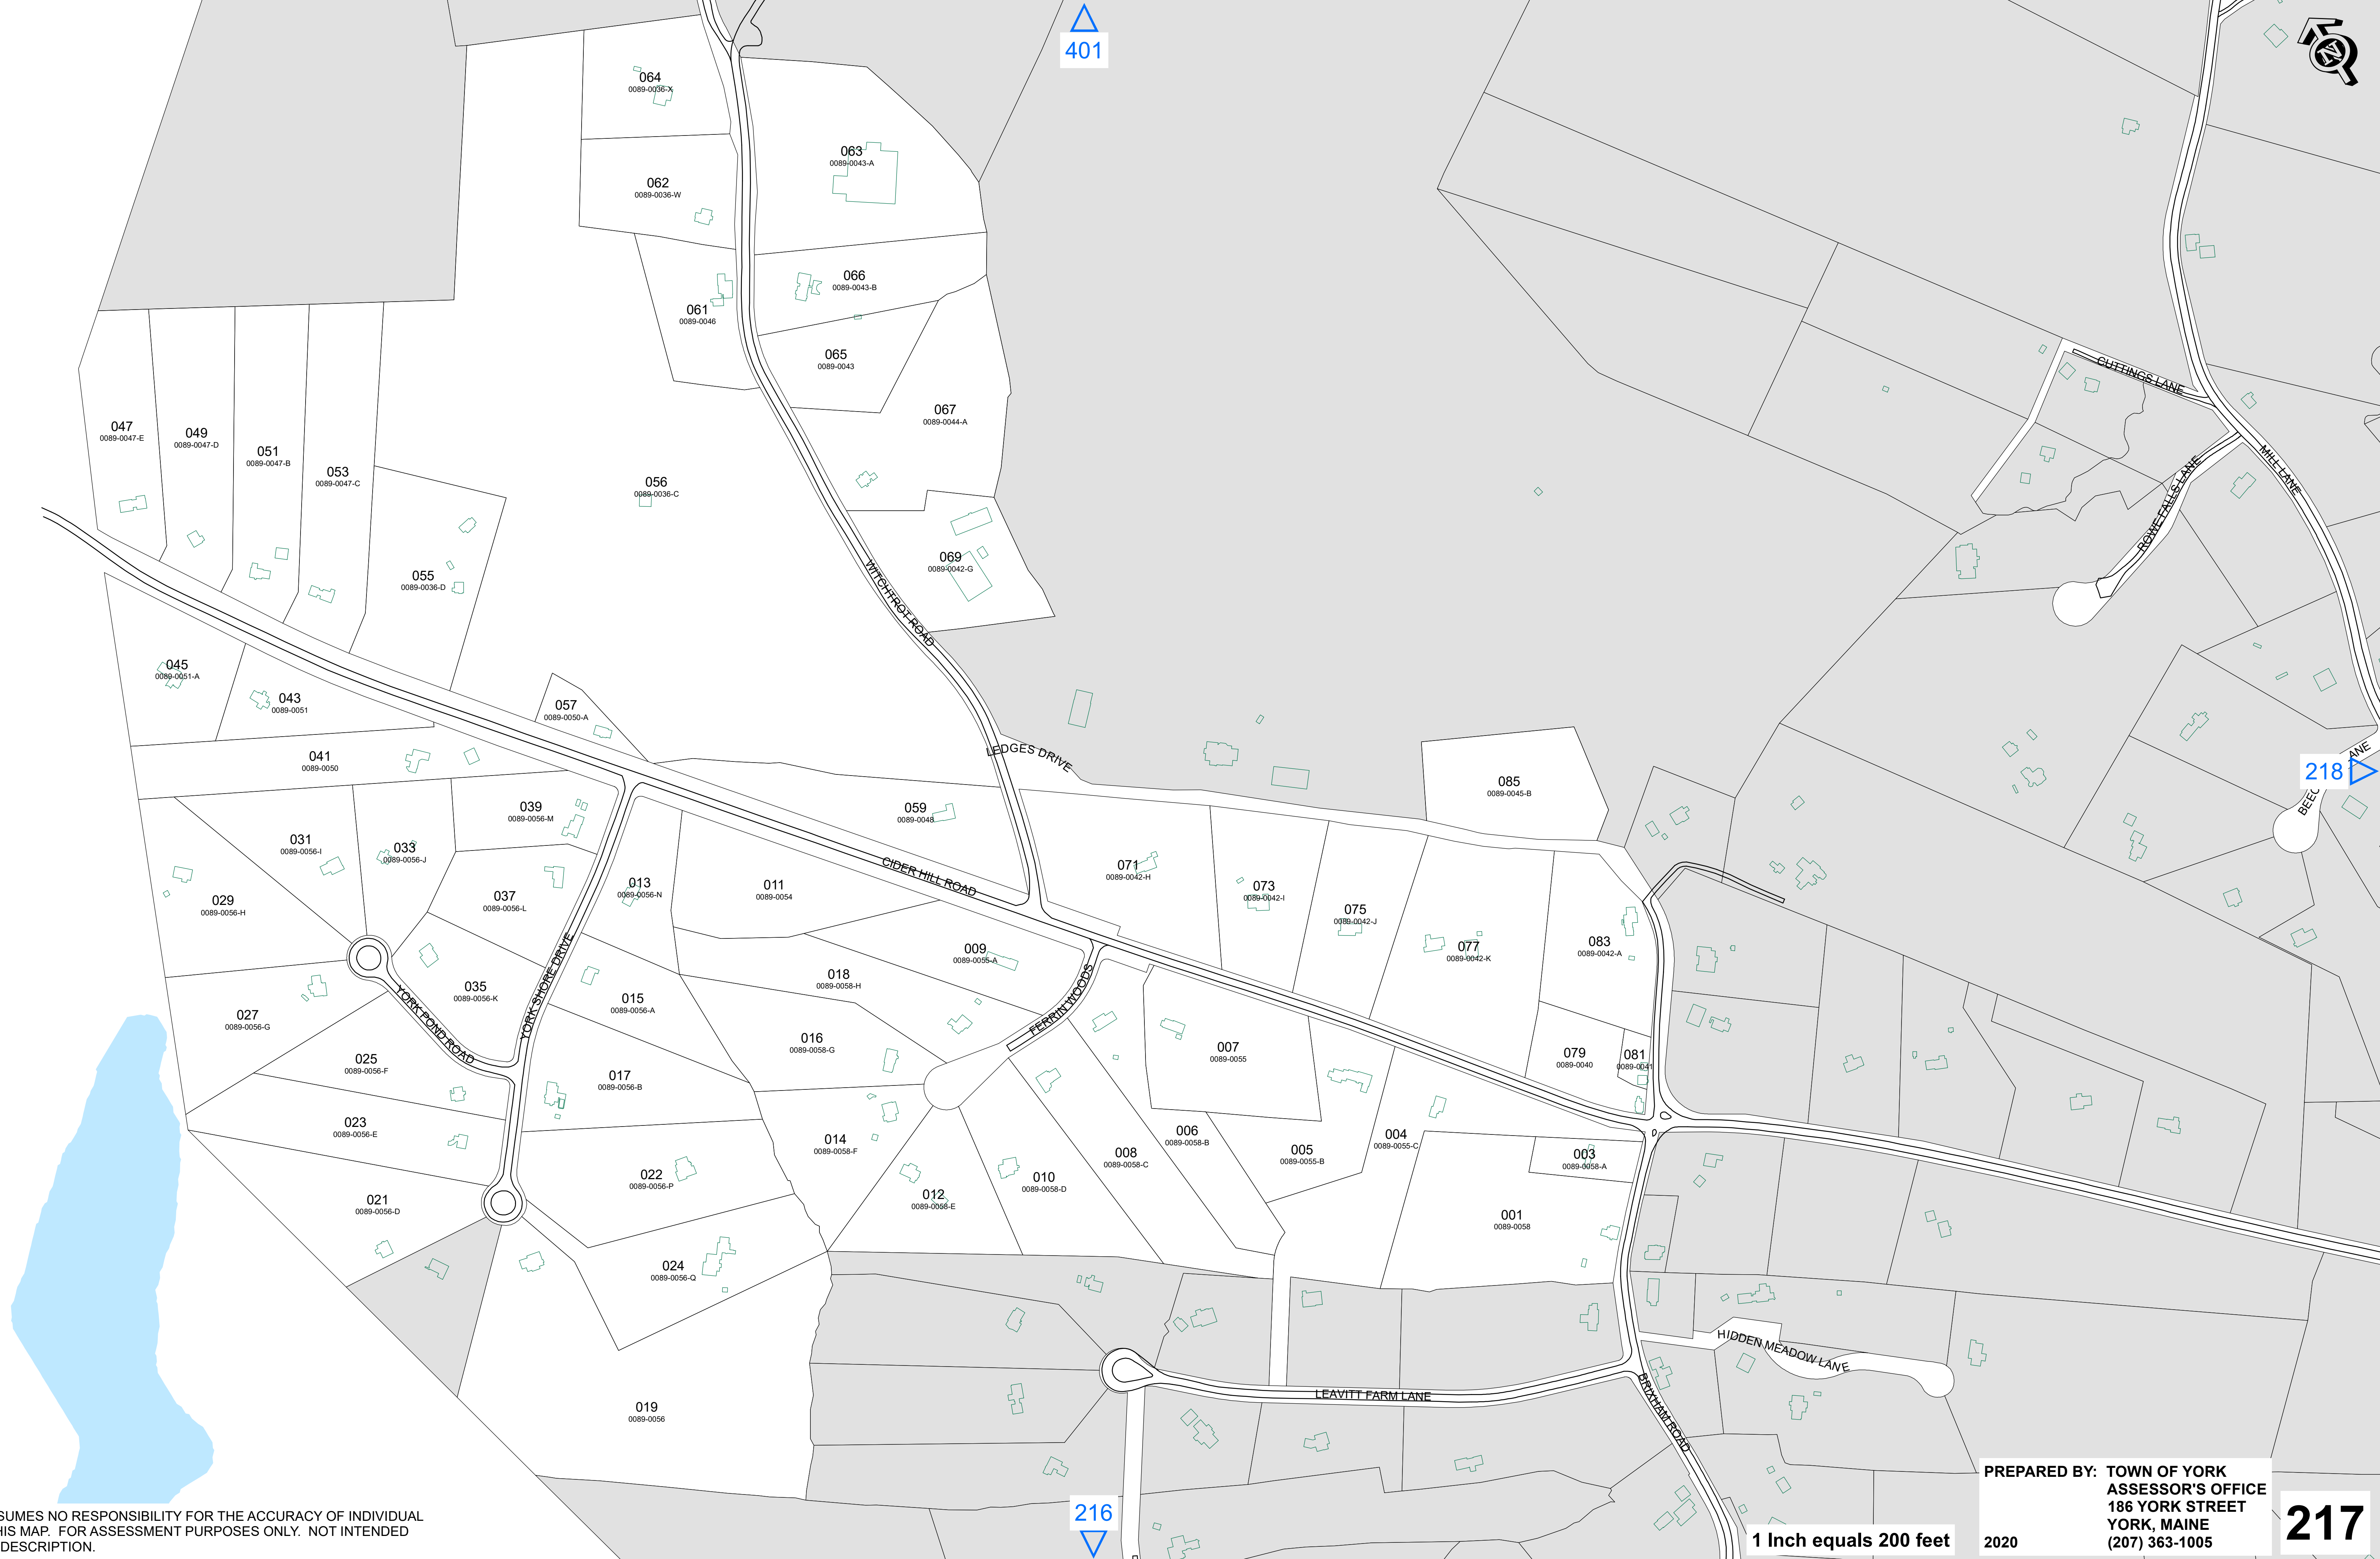 401
064
0089-0036-X
063
0089-0043-A
062
0089-0036-W
066
0089-0043-B
061
0089-0046
065
0089-0043
067
0089-0044-A
CUTTINGS LANE
047
0089-0047-E
049
0089-0047-D
051
0089-0047-B
053
0089-0047-C
056
0089-0036-C
MILL LANE
ROWE FALLS LANE
055
0089-0036-D
069
0089-0042-G
WITCHTROT ROAD
045
0089-0051-A
043
0089-0051
057
0089-0050-A
041
0089-0050
LEDGES DRIVE
085
0089-0045-B
218
ANE
BEEC
039
0089-0056-M
059
0089-0048
031
0089-0056-I
033
0089-0056-J
CIDER HILL ROAD
071
0089-0042-H
013
0089-0056-N
011
0089-0054
073
0089-0042-I
029
0089-0056-H
037
0089-0056-L
075
0089-0042-J
083
0089-0042-A
009
0089-0055-A
077
0089-0042-K
018
0089-0058-H
035
0089-0056-K
015
0089-0056-A
YORK SHORE DRIVE
FERRIN WOODS
027
0089-0056-G
YORK POND ROAD
016
0089-0058-G
007
0089-0055
025
0089-0056-F
079
0089-0040
081
0089-0041
017
0089-0056-B
023
0089-0056-E
014
0089-0058-F
006
0089-0058-B
004
0089-0055-C
008
0089-0058-C
005
0089-0055-B
003
0089-0058-A
022
0089-0056-P
010
0089-0058-D
021
0089-0056-D
012
0089-0058-E
001
0089-0058
024
0089-0056-Q
HIDDEN MEADOW LANE
019
0089-0056
LEAVITT FARM LANE
BRIXHAM ROAD
216
SUMES NO RESPONSIBILITY FOR THE ACCURACY OF INDIVIDUAL
HIS MAP. FOR ASSESSMENT PURPOSES ONLY. NOT INTENDED
DESCRIPTION.
1 Inch equals 200 feet
PREPARED BY: TOWN OF YORK
ASSESSOR'S OFFICE
186 YORK STREET
YORK, MAINE
2020 (207) 363-1005
217
N